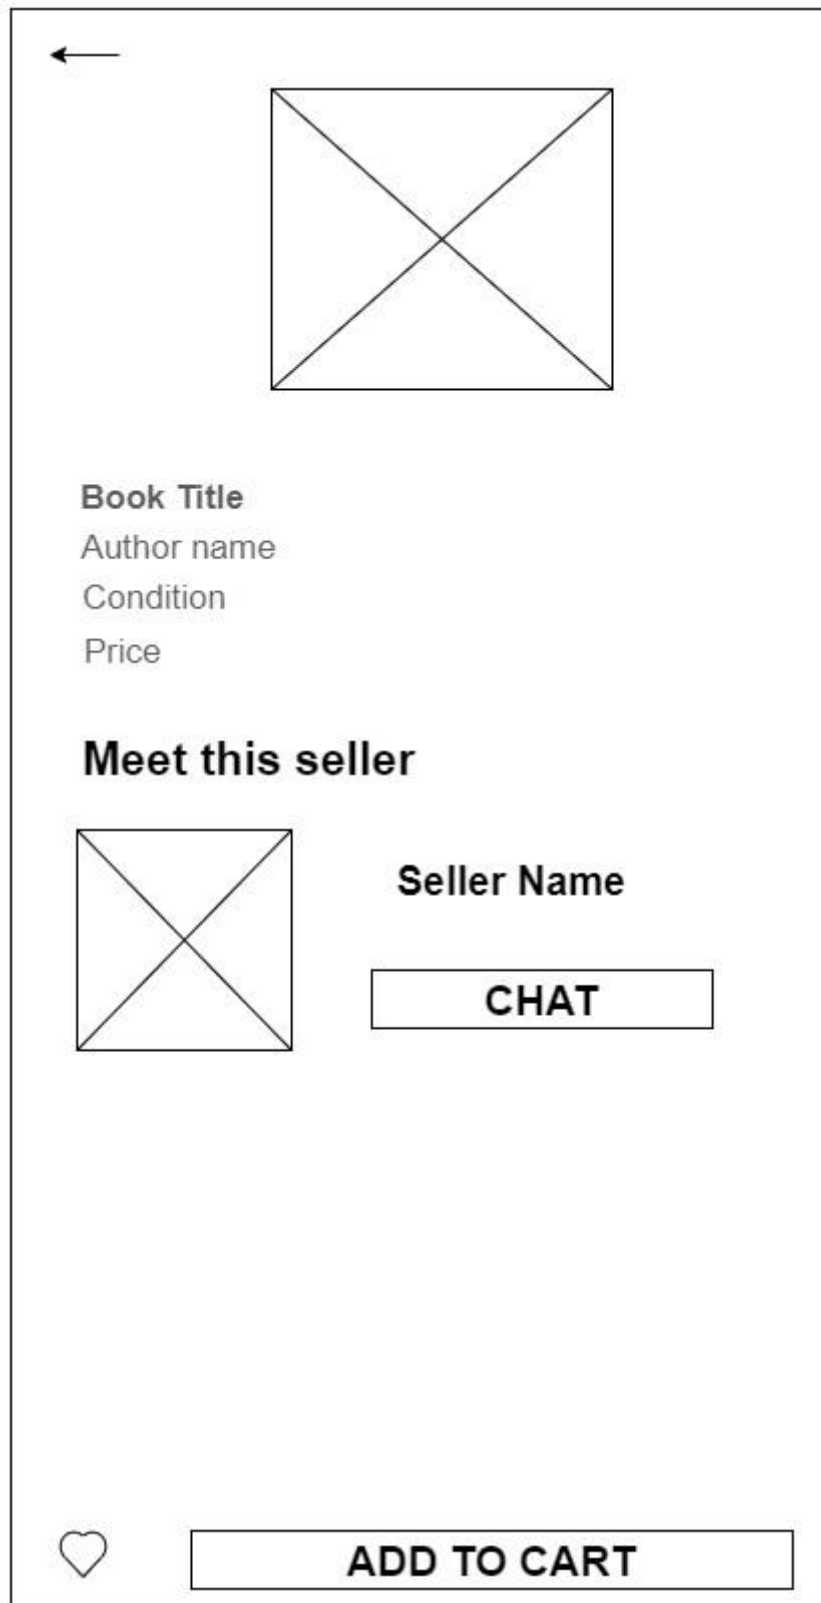 Book Title
Author name
Condition
Price
Meet this seller
Seller Name
CHAT
ADD TO CART